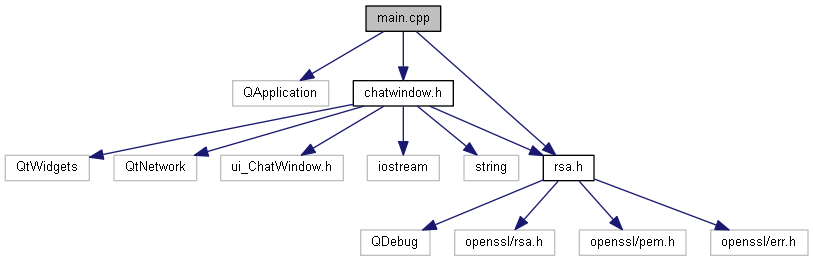 main.cpp
QApplication
chatwindow.h
QtWidgets
QtNetwork
ui_ChatWindow.h
iostream
string
rsa.h
QDebug
openssl/rsa.h
openssl/pem.h
openssl/err.h